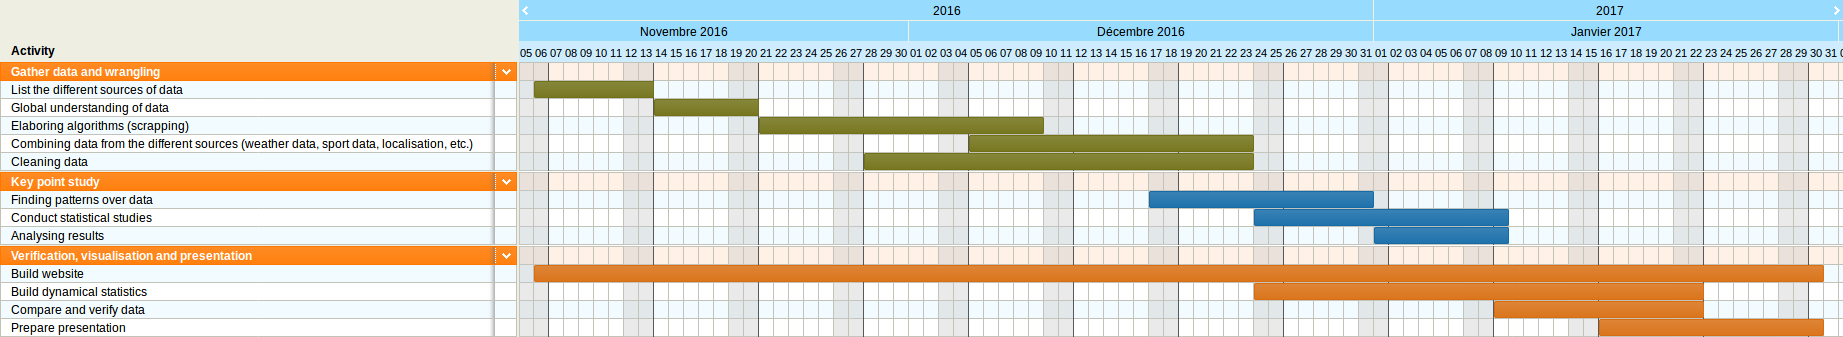 2016 2017
Novembre 2016 Décembre 2016 Janvier 2017
Activity 05 06 07 08 09 10 11 12 13 14 15 16 17 18 19 20 21 22 23 24 25 26 27 28 29 30 01 02 03 04 05 06 07 08 09 10 11 12 13 14 15 16 17 18 19 20 21 22 23 24 25 26 27 28 29 30 31 01 02 03 04 05 06 07 08 09 10 11 12 13 14 15 16 17 18 19 20 21 22 23 24 25 26 27 28 29 30 31
Gather data and wrangling
List the different sources of data
Global understanding of data
Elaboring algorithms (scrapping)
Combining data from the different sources (weather data, sport data, localisation, etc.)
Cleaning data
Key point study
Finding patterns over data
Conduct statistical studies
Analysing results
Verification, visualisation and presentation
Build website
Build dynamical statistics
Compare and verify data
Prepare presentation